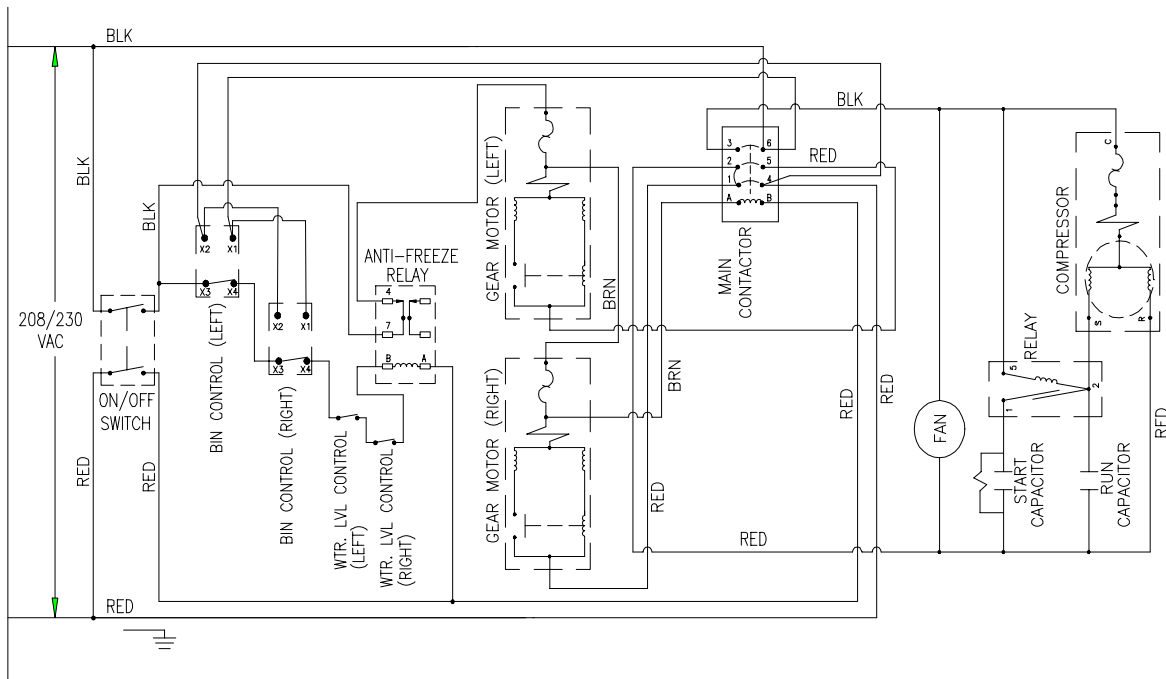 BLK
BLK
BLK
208/230
VAC
ON/OFF
SWITCH
RED
RED
RED
X2 X1
X3 X4
BIN CONTROL (LEFT)
X2 X1
X3 X4
BIN CONTROL (RIGHT)
WTR. LVL CONTROL
(LEFT)
WTR. LVL CONTROL
(RIGHT)
ANTI-FREEZE
RELAY
4
7
B A
GEAR MOTOR (LEFT)
BRN
GEAR MOTOR (RIGHT)
BRN
RED
3 6
2 5
1 4
A B
MAIN
CONTACTOR
RED
RED
RED
BLK
RED
FAN
COMPRESSOR
C
S
R
RELAY
5
1
2
START
CAPACITOR
RUN
CAPACITOR
RED